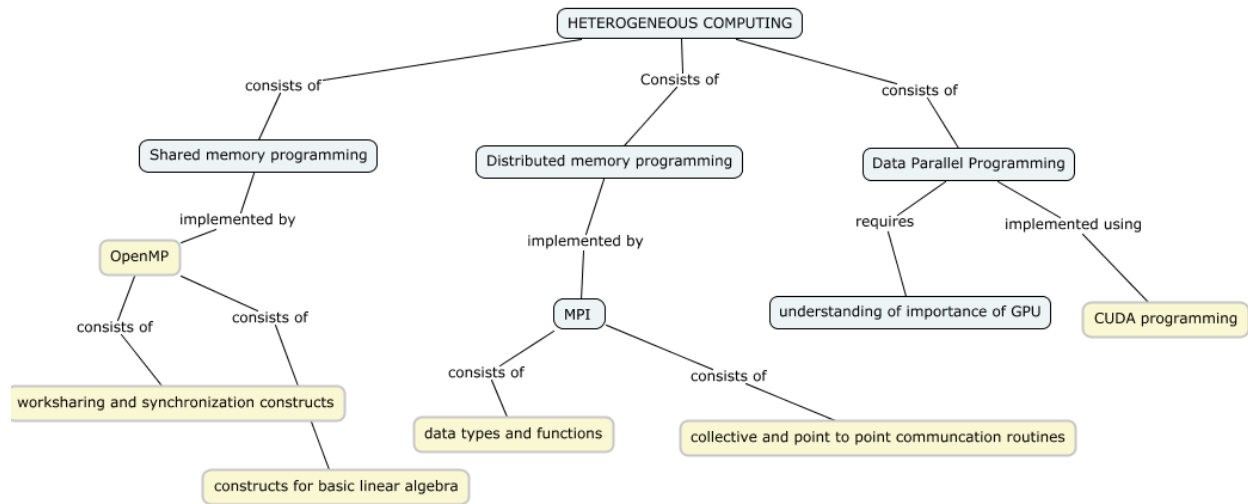 HETEROGENEOUS COMPUTING
consists of
Consists of
consists of
Shared memory programming
Distributed memory programming
Data Parallel Programming
implemented by
implemented by
requires
implemented using
OpenMP
MPI
understanding of importance of GPU
CUDA programming
consists of
consists of
consists of
consists of
worksharing and synchronization constructs
data types and functions
collective and point to point communcation routines
constructs for basic linear algebra